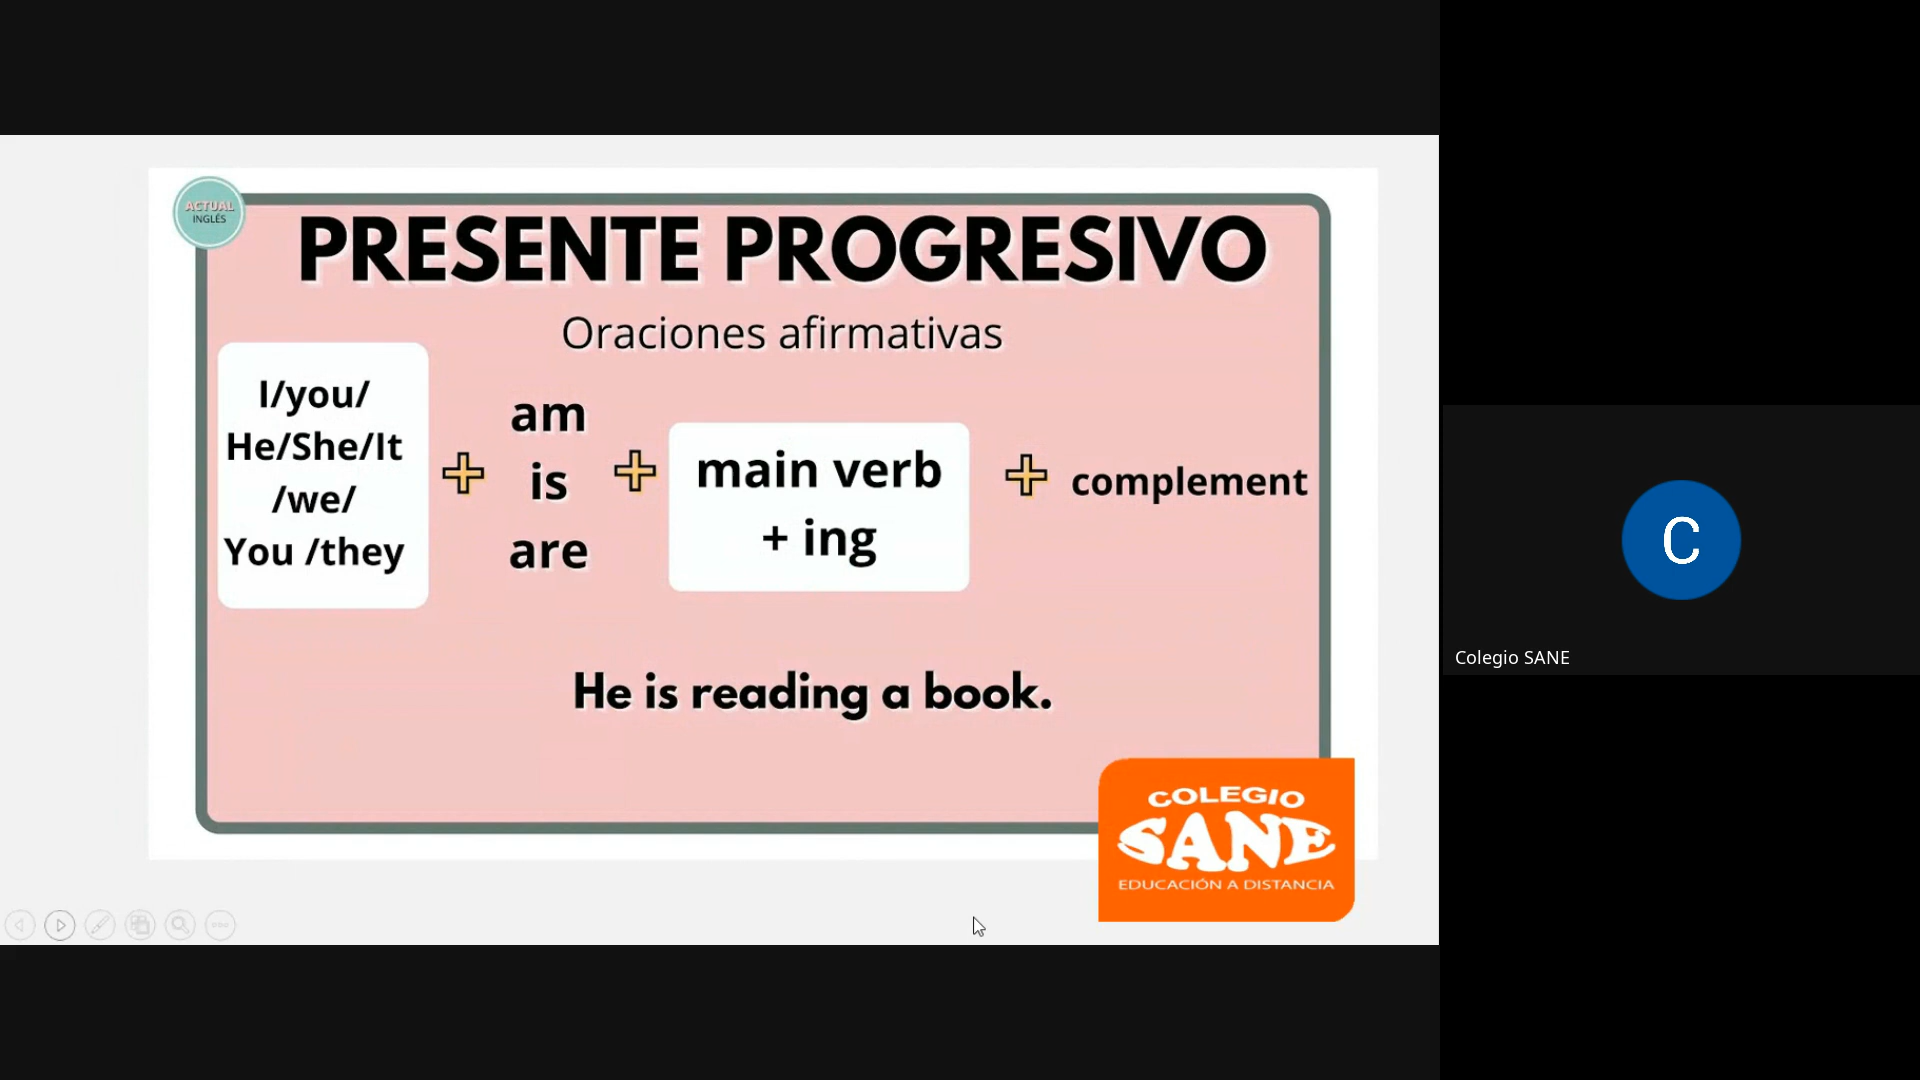 ACTUAL
INGLÉS
PRESENTE PROGRESIVO
Oraciones afirmativas
I/you/
He/She/It
/we/
You /they
+
am
is
are
+
main verb
+ ing
+
complement
He is reading a book.
COLEGIO
SANE
EDUCACIÓN A DISTANCIA
C
Colegio SANE